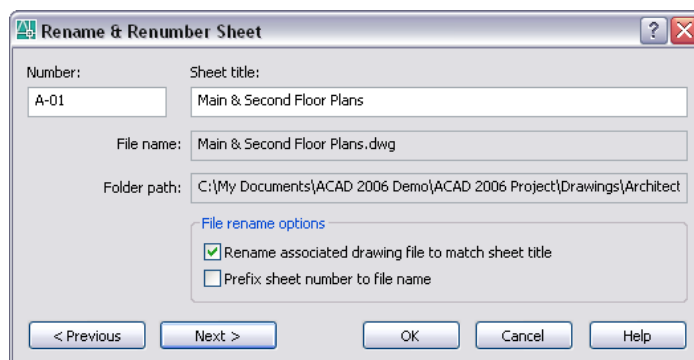 Rename & Renumber Sheet
Number: Sheet title:
A-01 Main & Second Floor Plans
File name: Main & Second Floor Plans.dwg
Folder path: C:\My Documents\ACAD 2006 Demo\ACAD 2006 Project\Drawings\Architect
File rename options
Rename associated drawing file to match sheet title
Prefix sheet number to file name
< Previous Next > OK Cancel Help